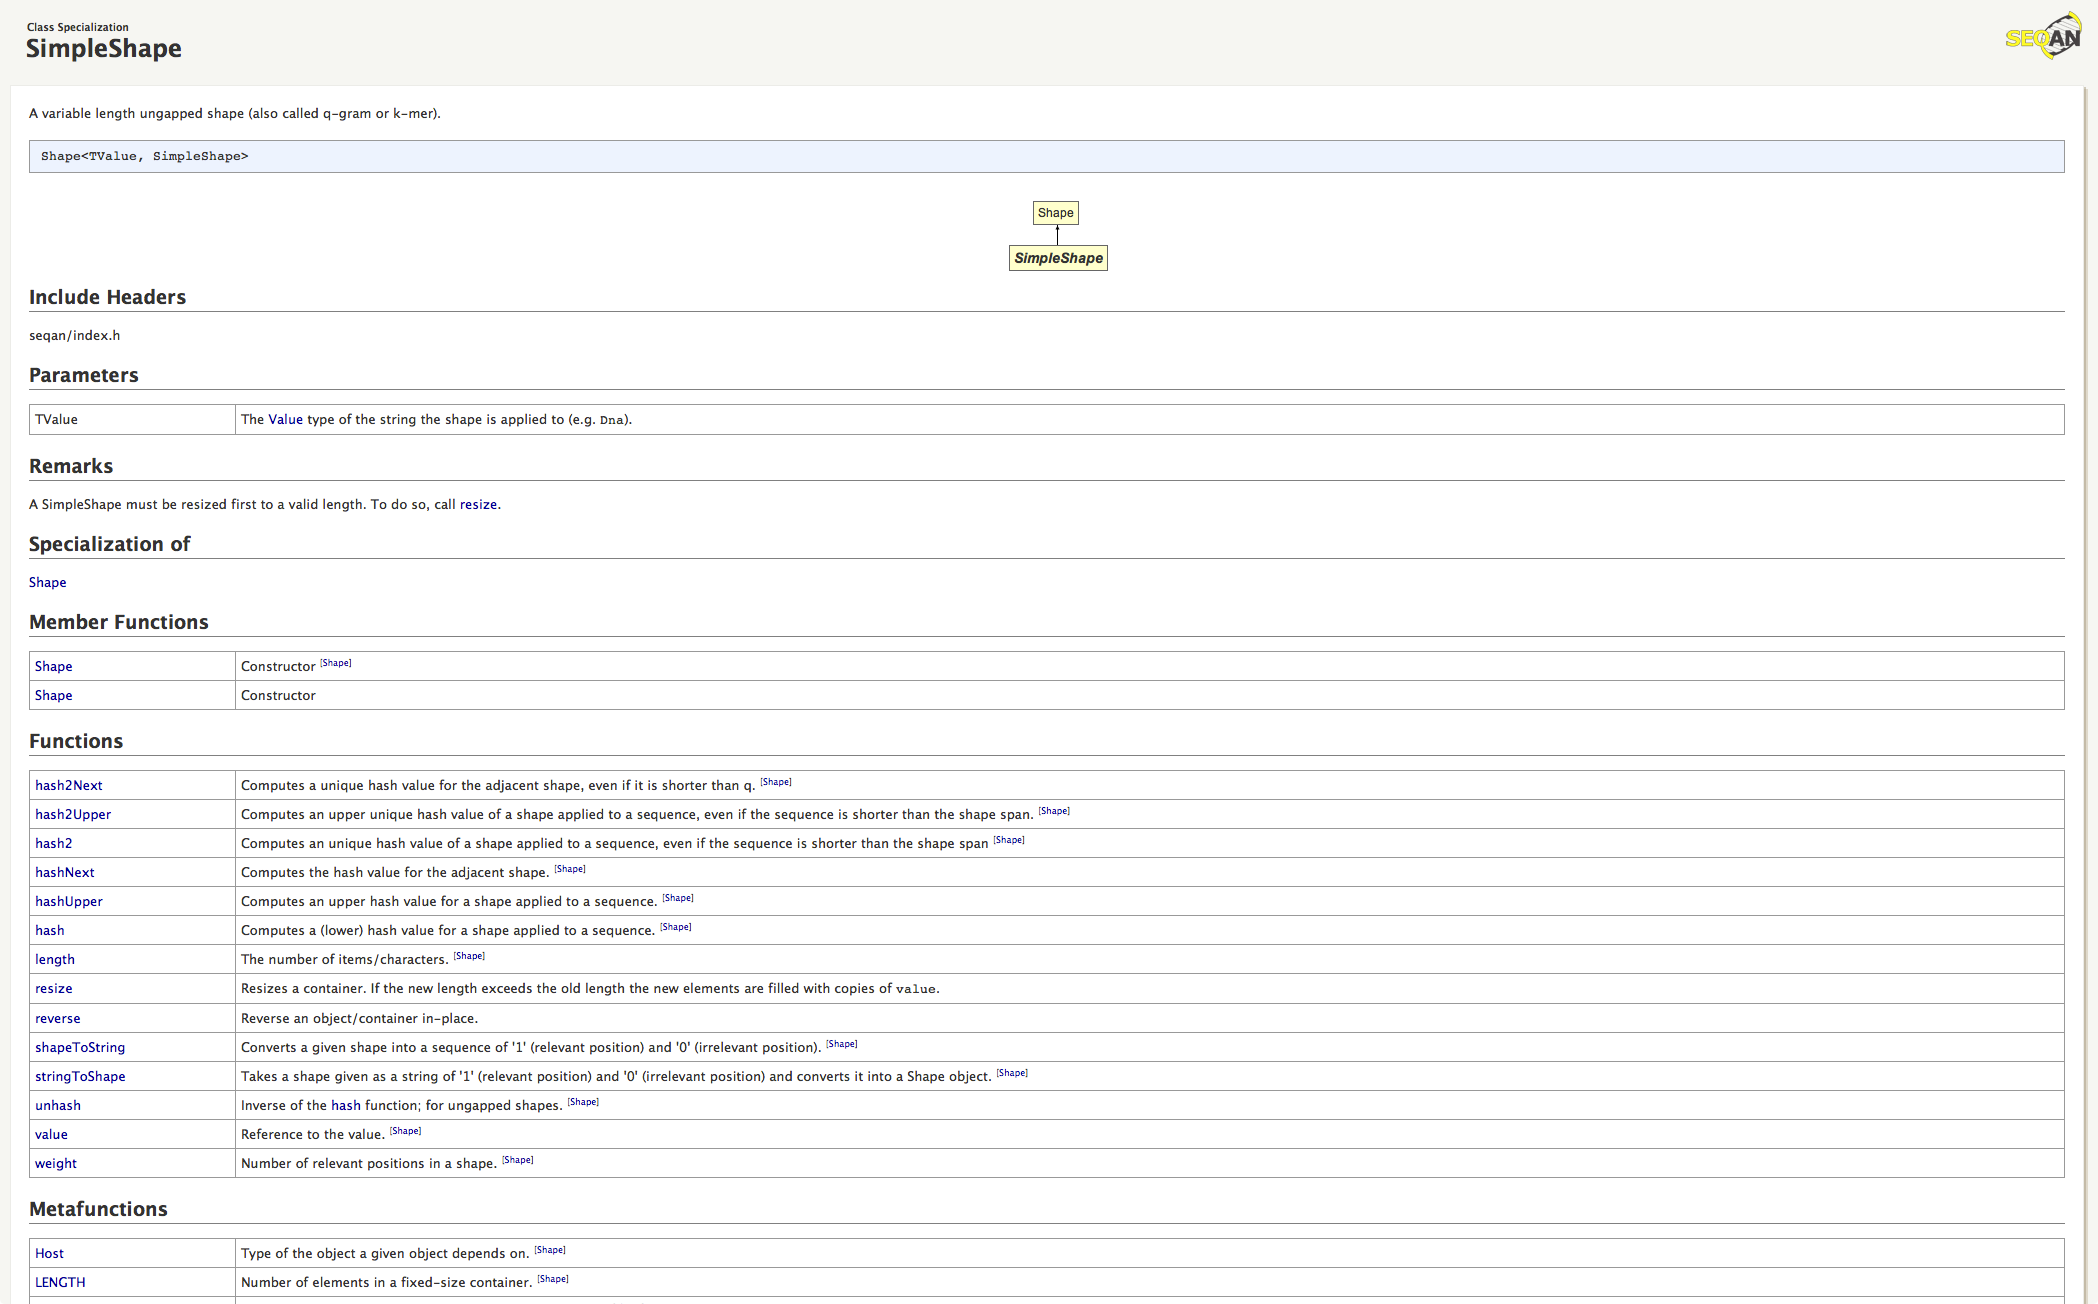 Class Specialization
SimpleShape
SEQAN
A variable length ungapped shape (also called q-gram or k-mer).
Shape<TValue, SimpleShape>
Shape
SimpleShape
Include Headers
seqan/index.h
Parameters
TValue The Value type of the string the shape is applied to (e.g. Dna).
Remarks
A SimpleShape must be resized first to a valid length. To do so, call resize.
Specialization of
Shape
Member Functions
Shape Constructor [Shape]
Shape Constructor
Functions
hash2Next Computes a unique hash value for the adjacent shape, even if it is shorter than q. [Shape]
hash2Upper Computes an upper unique hash value of a shape applied to a sequence, even if the sequence is shorter than the shape span. [Shape]
hash2 Computes an unique hash value of a shape applied to a sequence, even if the sequence is shorter than the shape span [Shape]
hashNext Computes the hash value for the adjacent shape. [Shape]
hashUpper Computes an upper hash value for a shape applied to a sequence. [Shape]
hash Computes a (lower) hash value for a shape applied to a sequence. [Shape]
length The number of items/characters. [Shape]
resize Resizes a container. If the new length exceeds the old length the new elements are filled with copies of value.
reverse Reverse an object/container in-place.
shapeToString Converts a given shape into a sequence of '1' (relevant position) and '0' (irrelevant position). [Shape]
stringToShape Takes a shape given as a string of '1' (relevant position) and '0' (irrelevant position) and converts it into a Shape object. [Shape]
unhash Inverse of the hash function; for ungapped shapes. [Shape]
value Reference to the value. [Shape]
weight Number of relevant positions in a shape. [Shape]
Metafunctions
Host Type of the object a given object depends on. [Shape]
LENGTH Number of elements in a fixed-size container. [Shape]